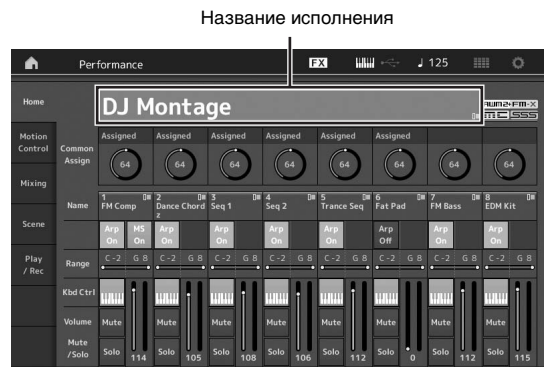 Название исполнения
Performance FX 125
Home DJ Montage AWM2+FM-X
Motion Control
Common Assign
Assigned Assigned Assigned Assigned Assigned Assigned
64 64 64 64 64 64 64 64
Mixing
Name
1 FM Comp
2 Dance Chordz
3 Seq 1
4 Seq 2
5 Trance Seq
6 Fat Pad
7 FM Bass
8 EDM Kit
Scene
Arp On MS On Arp On Arp On Arp On Arp On Arp Off Arp On Arp On
Play / Rec
Range C -2 G 8 C -2 G 8 C -2 G 8 C -2 G 8 C -2 G 8 C -2 G 8 C -2 G 8 C -2 G 8
Kbd Ctrl
Volume Mute Mute Mute Mute Mute Mute Mute Mute
Mute /Solo
Solo 114 Solo 105 Solo 108 Solo 106 Solo 112 Solo 0 Solo 112 Solo 115